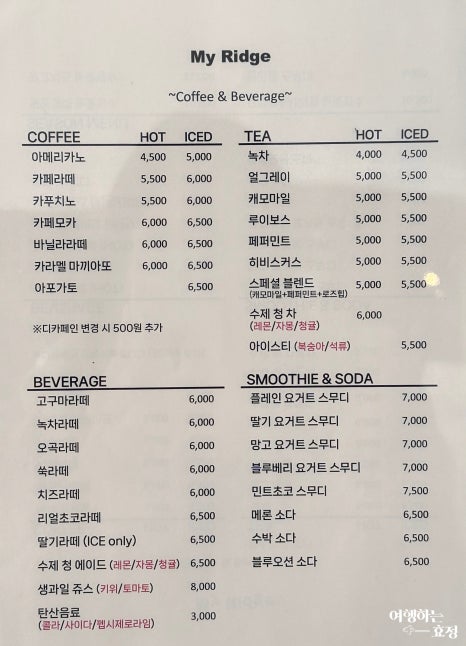 My Ridge
~Coffee & Beverage~
COFFEE HOT ICED
아메리카노 4,500 5,000
카페라떼 5,500 6,000
카푸치노 5,500 6,000
카페모카 6,000 6,500
바닐라라떼 6,000 6,500
카라멜 마끼아또 6,000 6,500
아포가토 6,500
※디카페인 변경 시 500원 추가
TEA HOT ICED
녹차 4,000 4,500
얼그레이 5,000 5,500
캐모마일 5,000 5,500
루이보스 5,000 5,500
페퍼민트 5,000 5,500
히비스커스 5,000 5,500
스페셜 블렌드 5,000 5,500
(캐모마일+페퍼민트+로즈힙)
수제 청 차 6,000
(레몬/자몽/청귤)
아이스티 (복숭아/석류) 5,500
BEVERAGE
고구마라떼 6,000
녹차라떼 6,000
오곡라떼 6,000
쑥라떼 6,000
치즈라떼 6,000
리얼초코라떼 6,500
딸기라떼 (ICE only) 6,500
수제 청 에이드 (레몬/자몽/청귤) 6,500
생과일 쥬스 (키위/토마토) 8,000
탄산음료 3,000
(콜라/사이다/펩시제로라임)
SMOOTHIE & SODA
플레인 요거트 스무디 7,000
딸기 요거트 스무디 7,000
망고 요거트 스무디 7,000
블루베리 요거트 스무디 7,000
민트초코 스무디 7,500
메론 소다 6,500
수박 소다 6,500
블루오션 소다 6,500
여행하는
효정